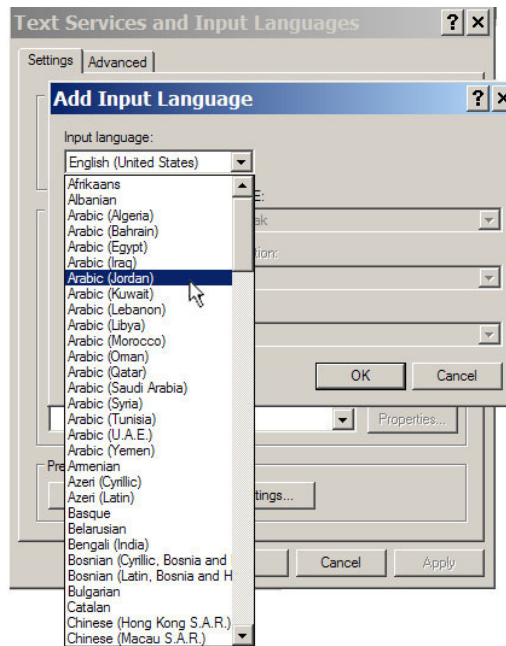 Text Services and Input Languages
Settings
Advanced
Add Input Language
Input language:
English (United States)
Afrikaans
Albanian
Arabic (Algeria)
Arabic (Bahrain)
Arabic (Egypt)
Arabic (Iraq)
Arabic (Jordan)
Arabic (Kuwait)
Arabic (Lebanon)
Arabic (Libya)
Arabic (Morocco)
Arabic (Oman)
Arabic (Qatar)
Arabic (Saudi Arabia)
Arabic (Syria)
Arabic (Tunisia)
Arabic (U.A.E.)
Arabic (Yemen)
Armenian
Azeri (Cyrillic)
Azeri (Latin)
Basque
Belarusian
Bengali (India)
Bosnian (Cyrillic, Bosnia and
Bosnian (Latin, Bosnia and H
Bulgarian
Catalan
Chinese (Hong Kong S.A.R.)
Chinese (Macau S.A.R.)
OK
Cancel
Properties...
Cancel
Apply